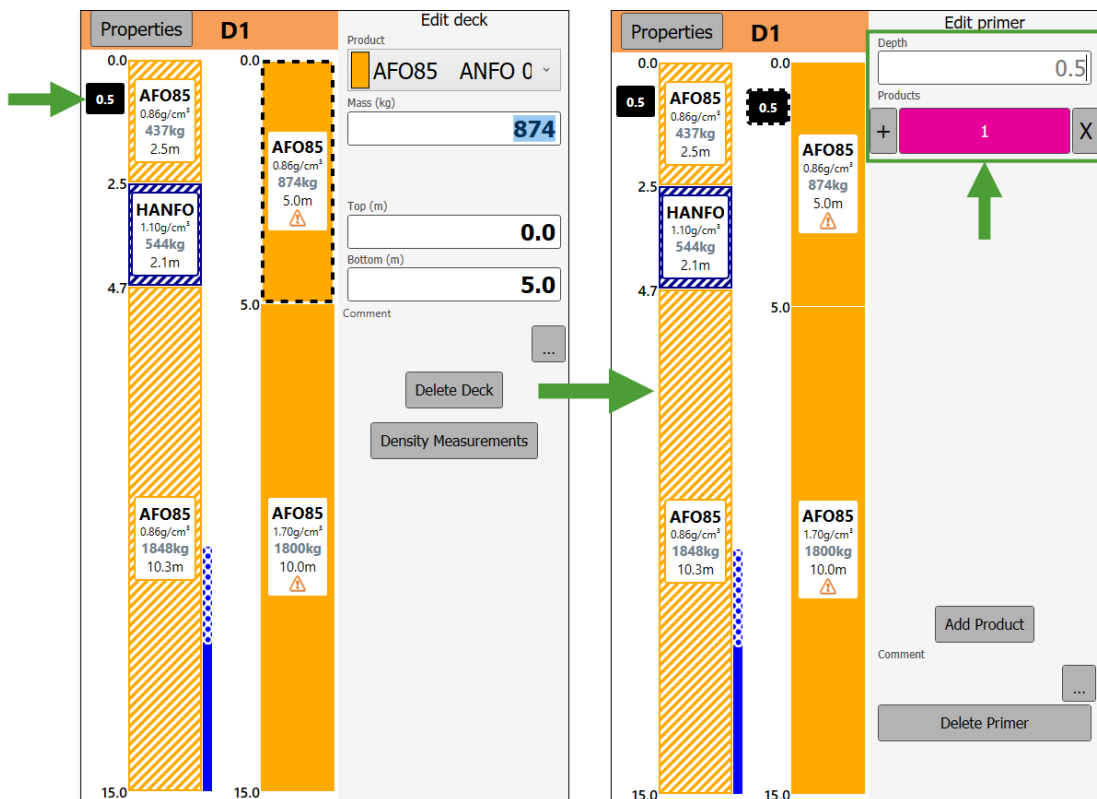 Properties
D1
0.0
0.5
AFO85
0.86g/cm³
437kg
2.5m
2.5
HANFO
1.10g/cm³
544kg
2.1m
4.7
AFO85
0.86g/cm³
1848kg
10.3m
15.0
0.0
AFO85
0.86g/cm³
874kg
5.0m
5.0
AFO85
1.70g/cm³
1800kg
10.0m
15.0
Edit deck
Product
AFO85 ANFO 0
Mass (kg)
874
Top (m)
0.0
Bottom (m)
5.0
Comment
...
Delete Deck
Density Measurements
Properties
D1
0.0
0.5
AFO85
0.86g/cm³
437kg
2.5m
2.5
HANFO
1.10g/cm³
544kg
2.1m
4.7
AFO85
0.86g/cm³
1848kg
10.3m
15.0
0.0
0.5
AFO85
0.86g/cm³
874kg
5.0m
5.0
AFO85
1.70g/cm³
1800kg
10.0m
15.0
Edit primer
Depth
0.5
Products
+ 1 X
Add Product
Comment
...
Delete Primer